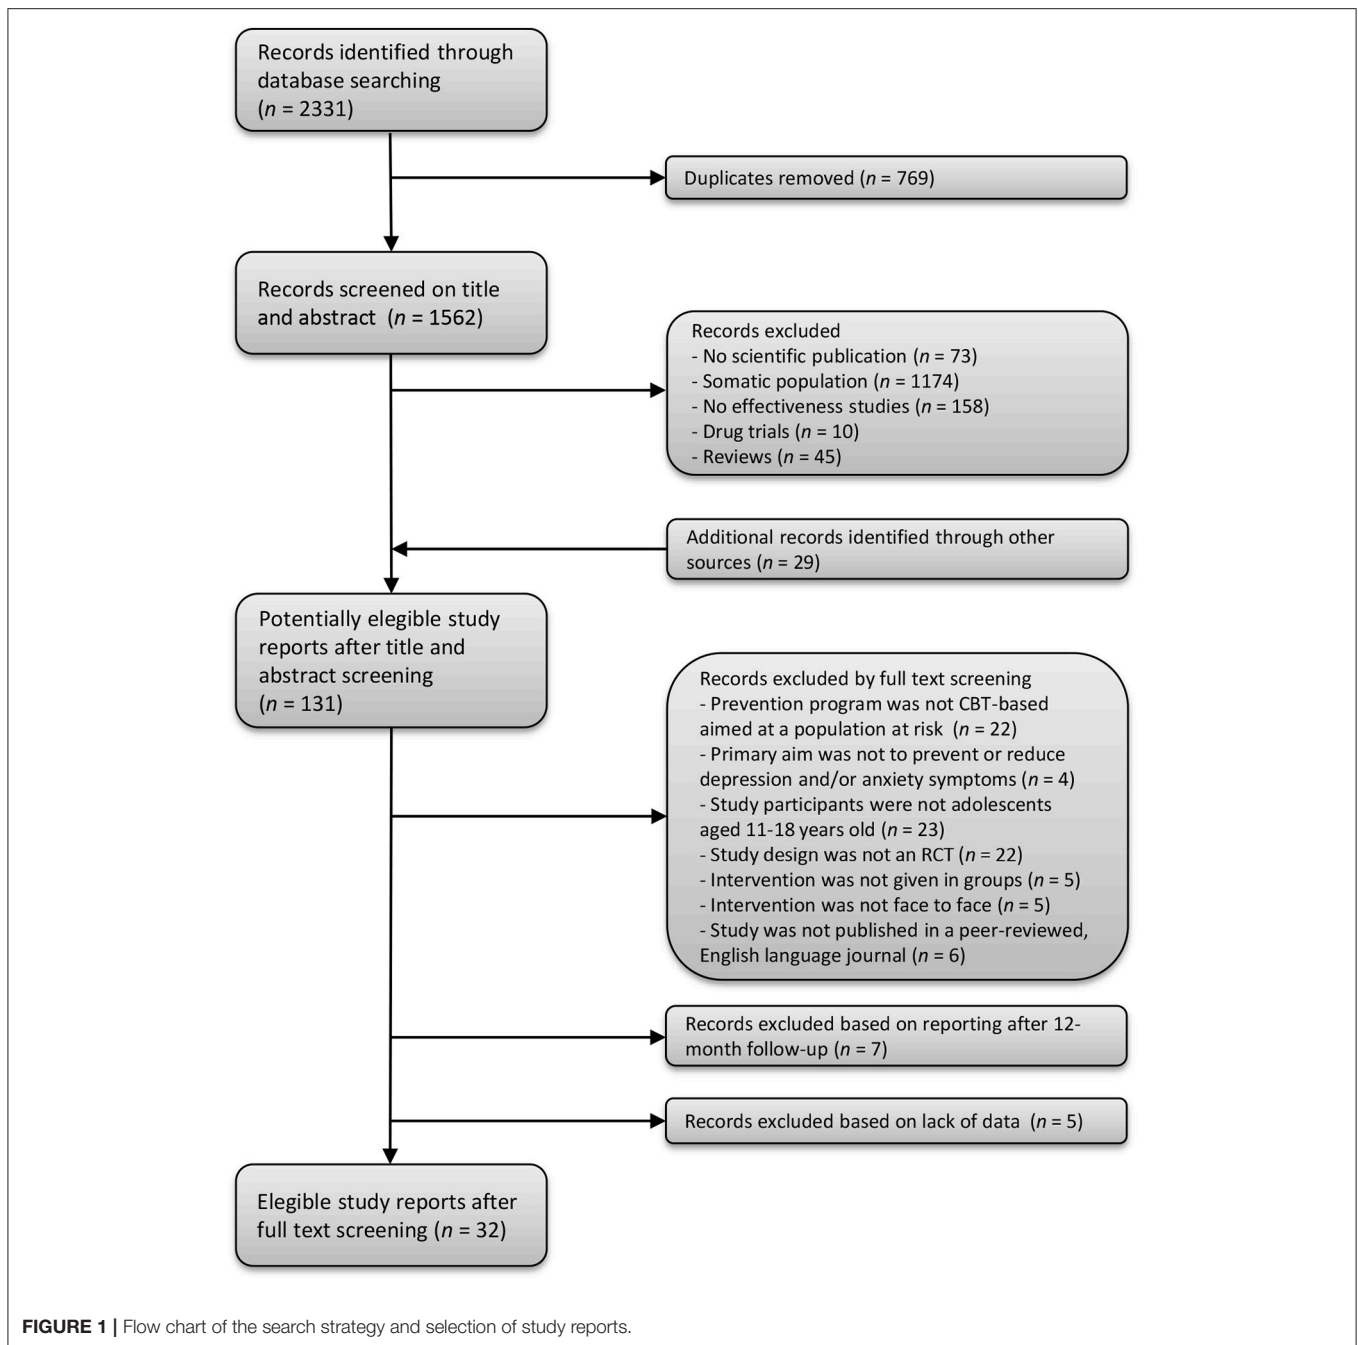 Records identified through
database searching
(n = 2331)
Duplicates removed (n = 769)
Records screened on title
and abstract (n = 1562)
Records excluded
- No scientific publication (n = 73)
- Somatic population (n = 1174)
- No effectiveness studies (n = 158)
- Drug trials (n = 10)
- Reviews (n = 45)
Additional records identified through other
sources (n = 29)
Potentially elegible study
reports after title and
abstract screening
(n = 131)
Records excluded by full text screening
- Prevention program was not CBT-based
aimed at a population at risk (n = 22)
- Primary aim was not to prevent or reduce
depression and/or anxiety symptoms (n = 4)
- Study participants were not adolescents
aged 11-18 years old (n = 23)
- Study design was not an RCT (n = 22)
- Intervention was not given in groups (n = 5)
- Intervention was not face to face (n = 5)
- Study was not published in a peer-reviewed,
English language journal (n = 6)
Records excluded based on reporting after 12-
month follow-up (n = 7)
Records excluded based on lack of data (n = 5)
Elegible study reports after
full text screening (n = 32)
FIGURE 1 | Flow chart of the search strategy and selection of study reports.